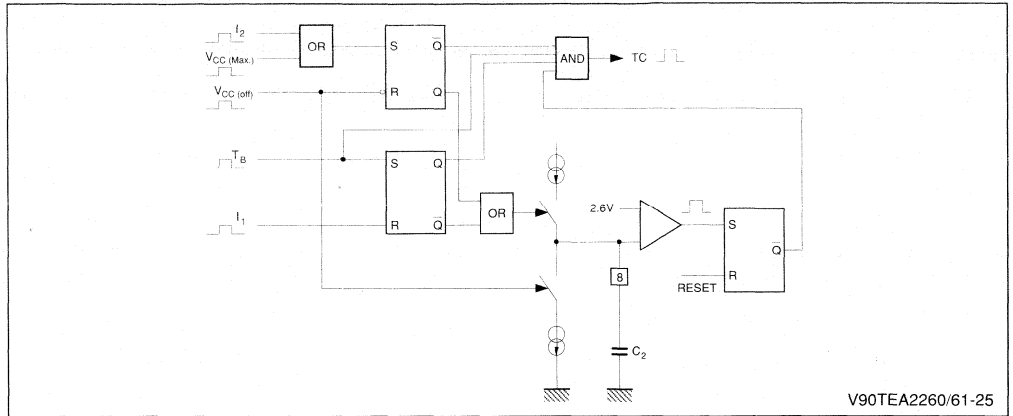 I2
OR
VCC (Max.)
VCC (off)
S
Q̅
R
Q
AND
TC
TB
S
Q
I1
R
Q̅
OR
2.6V
S
Q̅
R
RESET
8
C2
V90TEA2260/61-25